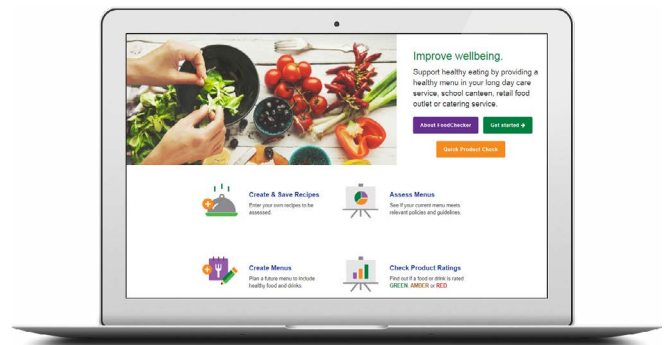 Improve wellbeing.
Support healthy eating by providing a
healthy menu in your long day care
service, school canteen, retail food
outlet or catering service.
About FoodChecker
Get started →
Quick Product Check
Create & Save Recipes
Enter your own recipes to be
assessed.
Assess Menus
See if your current menu meets
relevant policies and guidelines.
Create Menus
Plan a future menu to include
healthy food and drinks.
Check Product Ratings
Find out if a food or drink is rated
GREEN, AMBER or RED.